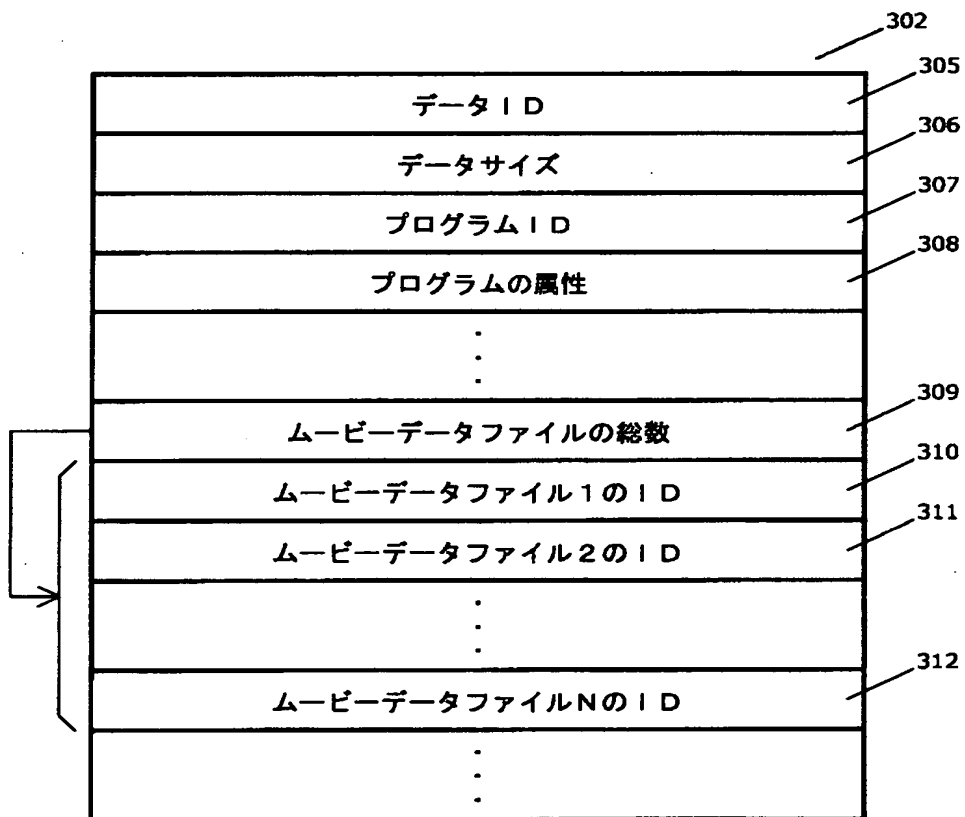 302
データID
305
データサイズ
306
プログラムID
307
プログラムの属性
308
ムービーデータファイルの総数
309
ムービーデータファイル1のID
310
ムービーデータファイル2のID
311
ムービーデータファイルNのID
312